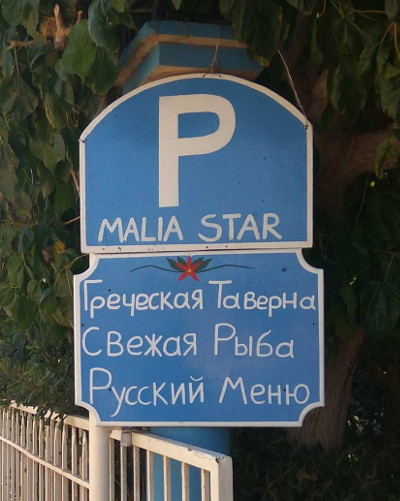 P
MALIA STAR
Греческая Таверна
Свежая Рыба
Русский Меню